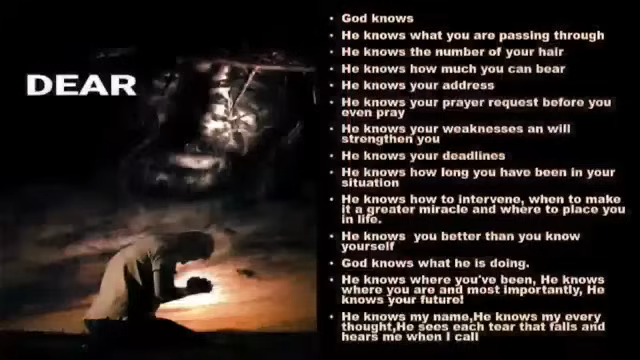 DEAR
• God knows
• He knows what you are passing through
• He knows the number of your hair
• He knows how much you can bear
• He knows your address
• He knows your prayer request before you
even pray
• He knows your weaknesses an will
strengthen you
• He knows your deadlines
• He knows how long you have been in your
situation
• He knows how to intervene, when to make
it a greater miracle and where to place you
in life.
• He knows  you better than you know
yourself
• God knows what he is doing.
• He knows where you've been, He knows
where you are and most importantly, He
knows your future!
• He knows my name,He knows my every
thought,He sees each tear that falls and
hears me when I call